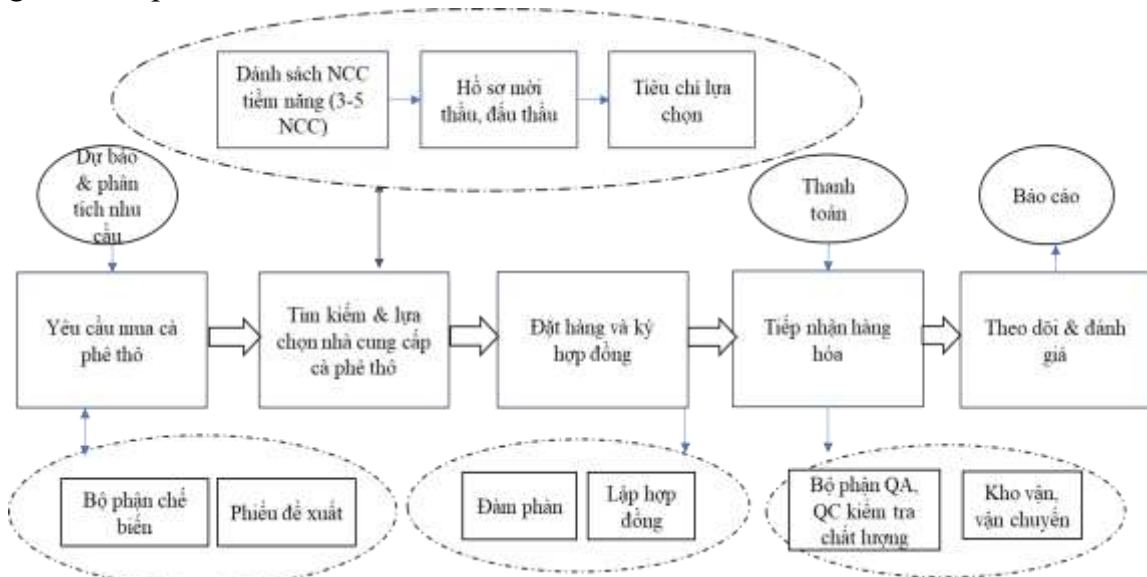 Dánh sách NCC
tiềm năng (3-5
NCC)
Hồ sơ mời
thầu, đấu thầu
Tiêu chí lựa
chọn
Dự báo
& phân
tích nhu
cầu
Thanh
toán
Báo cáo
Yêu cầu mua cà
phê thô
Tìm kiếm & lựa
chọn nhà cung cấp
cà phê thô
Đặt hàng và ký
hợp đồng
Tiếp nhận hàng
hóa
Theo dõi & đánh
giá
Bộ phận chế
biến
Phiếu đề xuất
Đàm phán
Lập hợp
đồng
Bộ phận QA,
QC kiểm tra
chất lượng
Kho vận,
vận chuyển